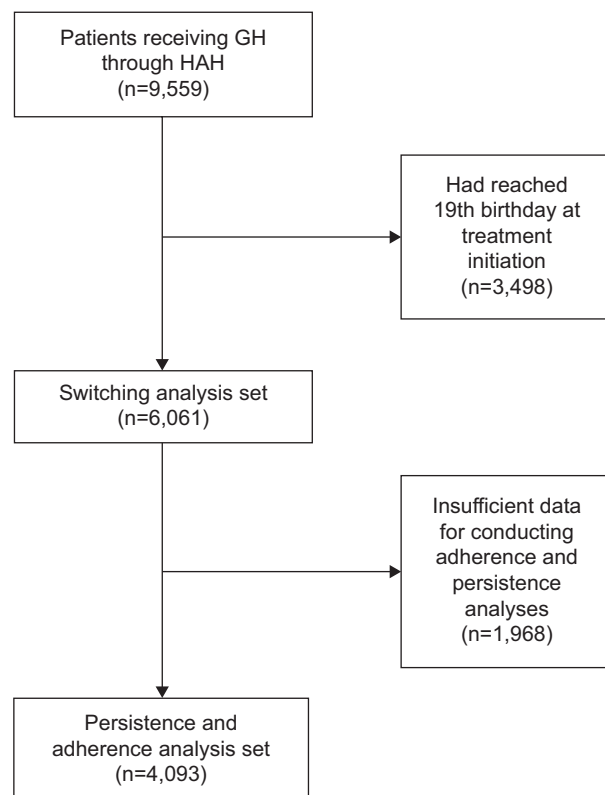 Patients receiving GH
through HAH
(n=9,559)
Had reached
19th birthday at
treatment
initiation
(n=3,498)
Switching analysis set
(n=6,061)
Insufficient data
for conducting
adherence and
persistence
analyses
(n=1,968)
Persistence and
adherence analysis set
(n=4,093)